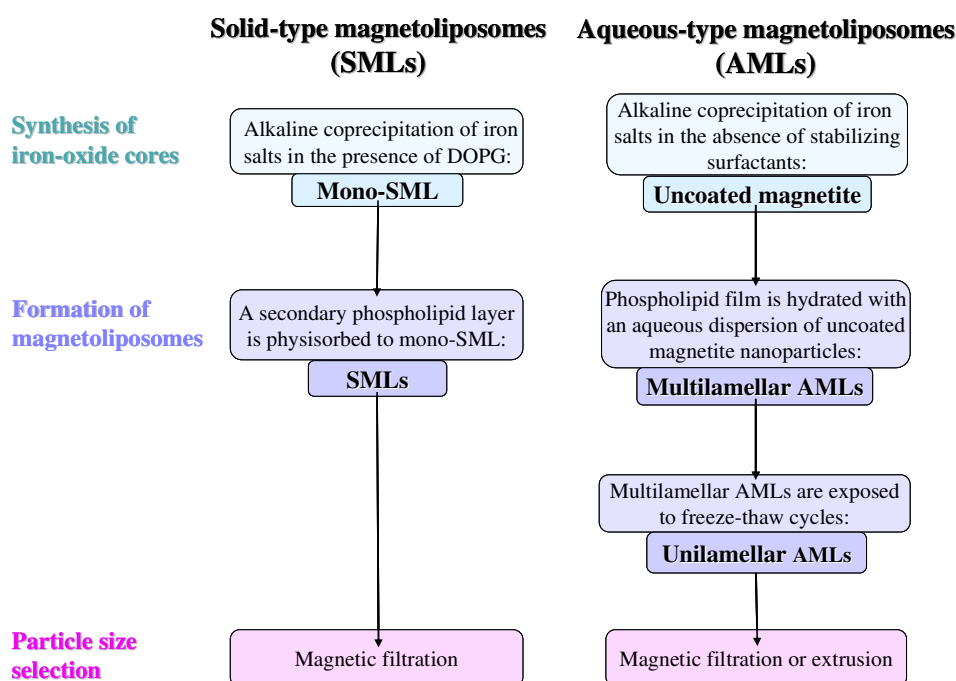 Solid-type magnetoliposomes
(SMLs)
Aqueous-type magnetoliposomes
(AMLs)
Synthesis of
iron-oxide cores
Alkaline coprecipitation of iron
salts in the presence of DOPG:
Mono-SML
Alkaline coprecipitation of iron
salts in the absence of stabilizing
surfactants:
Uncoated magnetite
Formation of
magnetoliposomes
A secondary phospholipid layer
is physisorbed to mono-SML:
SMLs
Phospholipid film is hydrated with
an aqueous dispersion of uncoated
magnetite nanoparticles:
Multilamellar AMLs
Multilamellar AMLs are exposed
to freeze-thaw cycles:
Unilamellar AMLs
Particle size
selection
Magnetic filtration
Magnetic filtration or extrusion